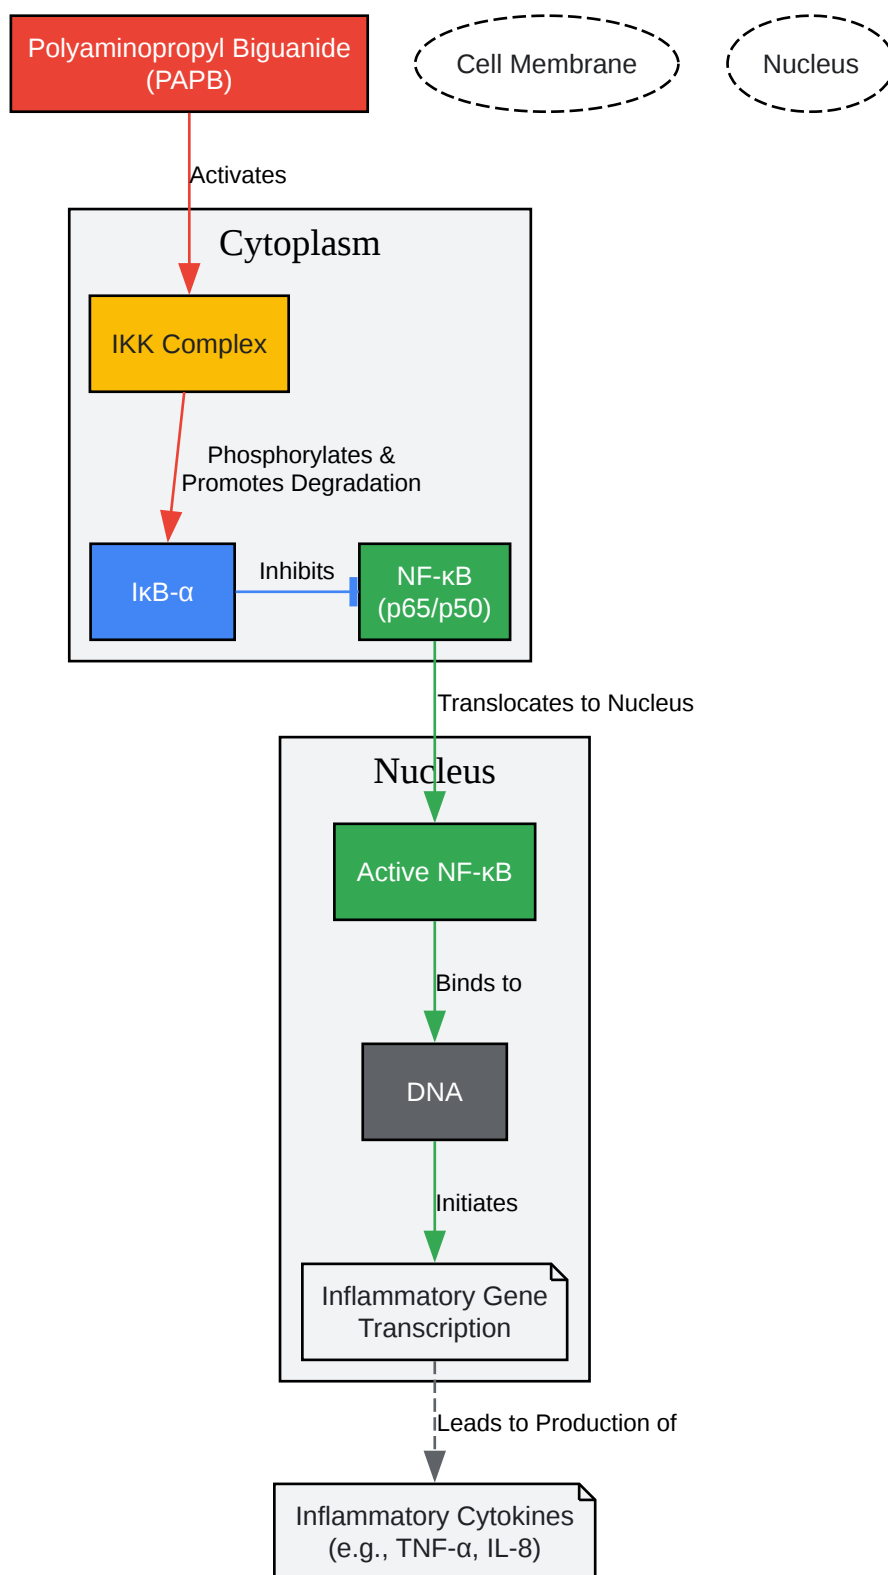 Polyaminopropyl Biguanide
(PAPB)
Cell Membrane
Nucleus
Activates
Cytoplasm
IKK Complex
Phosphorylates &
Promotes Degradation
IκB-α
Inhibits
NF-κB
(p65/p50)
Translocates to Nucleus
Nucleus
Active NF-κB
Binds to
DNA
Initiates
Inflammatory Gene
Transcription
Leads to Production of
Inflammatory Cytokines
(e.g., TNF-α, IL-8)